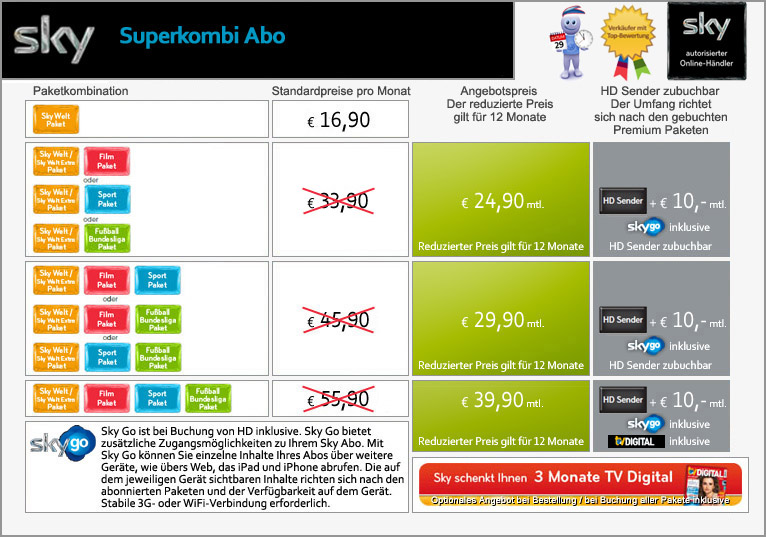 sky
Superkombi Abo
DATUM
29
Verkäufer mit
Top-Bewertung
sky
autorisierter
Online-Händler
Paketkombination
Standardpreise pro Monat
Angebotspreis
Der reduzierte Preis
gilt für 12 Monate
HD Sender zubuchbar
Der Umfang richtet
sich nach den gebuchten
Premium Paketen
Sky Welt
Paket
€ 16,90
Sky Welt /
Sky Welt Extra
Paket
Film
Paket
oder
Sky Welt /
Sky Welt Extra
Paket
Sport
Paket
oder
Sky Welt /
Sky Welt Extra
Paket
Fußball
Bundesliga
Paket
€ 33,90
€ 24,90 mtl.
Reduzierter Preis gilt für 12 Monate
HD Sender + € 10,- mtl.
sky go inklusive
HD Sender zubuchbar
Sky Welt /
Sky Welt Extra
Paket
Film
Paket
Sport
Paket
oder
Sky Welt /
Sky Welt Extra
Paket
Film
Paket
Fußball
Bundesliga
Paket
oder
Sky Welt /
Sky Welt Extra
Paket
Sport
Paket
Fußball
Bundesliga
Paket
€ 45,90
€ 29,90 mtl.
Reduzierter Preis gilt für 12 Monate
HD Sender + € 10,- mtl.
sky go inklusive
HD Sender zubuchbar
Sky Welt /
Sky Welt Extra
Paket
Film
Paket
Sport
Paket
Fußball
Bundesliga
Paket
€ 55,90
€ 39,90 mtl.
Reduzierter Preis gilt für 12 Monate
HD Sender + € 10,- mtl.
sky go inklusive
TV DIGITAL inklusive
sky go
Sky Go ist bei Buchung von HD inklusive. Sky Go bietet
zusätzliche Zugangsmöglichkeiten zu Ihrem Sky Abo. Mit
Sky Go können Sie einzelne Inhalte Ihres Abos über weitere
Geräte, wie übers Web, das iPad und iPhone abrufen. Die auf
dem jeweiligen Gerät sichtbaren Inhalte richten sich nach den
abonnierten Paketen und der Verfügbarkeit auf dem Gerät.
Stabile 3G- oder WiFi-Verbindung erforderlich.
Sky schenkt Ihnen 3 Monate TV Digital
TV DIGITAL
Optionales Angebot bei Bestellung / bei Buchung aller Pakete inklusive